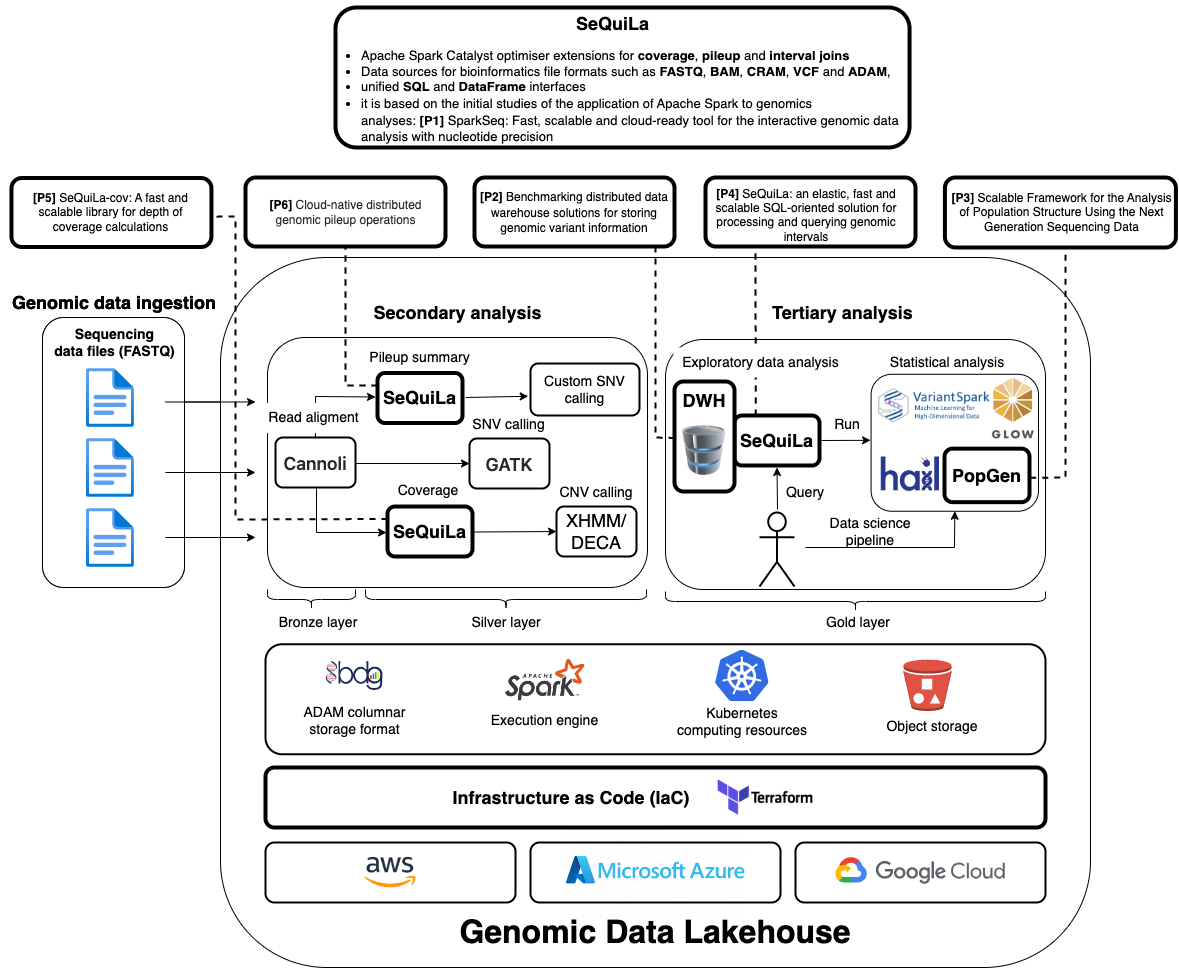 SeQuiLa
• Apache Spark Catalyst optimiser extensions for coverage, pileup and interval joins
• Data sources for bioinformatics file formats such as FASTQ, BAM, CRAM, VCF and ADAM,
• unified SQL and DataFrame interfaces
• it is based on the initial studies of the application of Apache Spark to genomics
analyses: [P1] SparkSeq: Fast, scalable and cloud-ready tool for the interactive genomic data
analysis with nucleotide precision
[P5] SeQuiLa-cov: A fast and
scalable library for depth of
coverage calculations
[P6] Cloud-native distributed
genomic pileup operations
[P2] Benchmarking distributed data
warehouse solutions for storing
genomic variant information
[P4] SeQuiLa: an elastic, fast and
scalable SQL-oriented solution for
processing and querying genomic
intervals
[P3] Scalable Framework for the Analysis
of Population Structure Using the Next
Generation Sequencing Data
Genomic data ingestion
Sequencing
data files (FASTQ)
Secondary analysis
Pileup summary
SeQuiLa
Custom SNV
calling
Read aligment
SNV calling
Cannoli
GATK
Coverage
CNV calling
SeQuiLa
XHMM/
DECA
Tertiary analysis
Exploratory data analysis
Statistical analysis
DWH
SeQuiLa
Run
VariantSpark
Machine Learning for
High-Dimensional Data
GLOW
hail
PopGen
Query
Data science
pipeline
Bronze layer
Silver layer
Gold layer
bdg
ADAM columnar
storage format
APACHE
Spark
Execution engine
Kubernetes
computing resources
Object storage
Infrastructure as Code (IaC)
Terraform
aws
Microsoft Azure
Google Cloud
Genomic Data Lakehouse